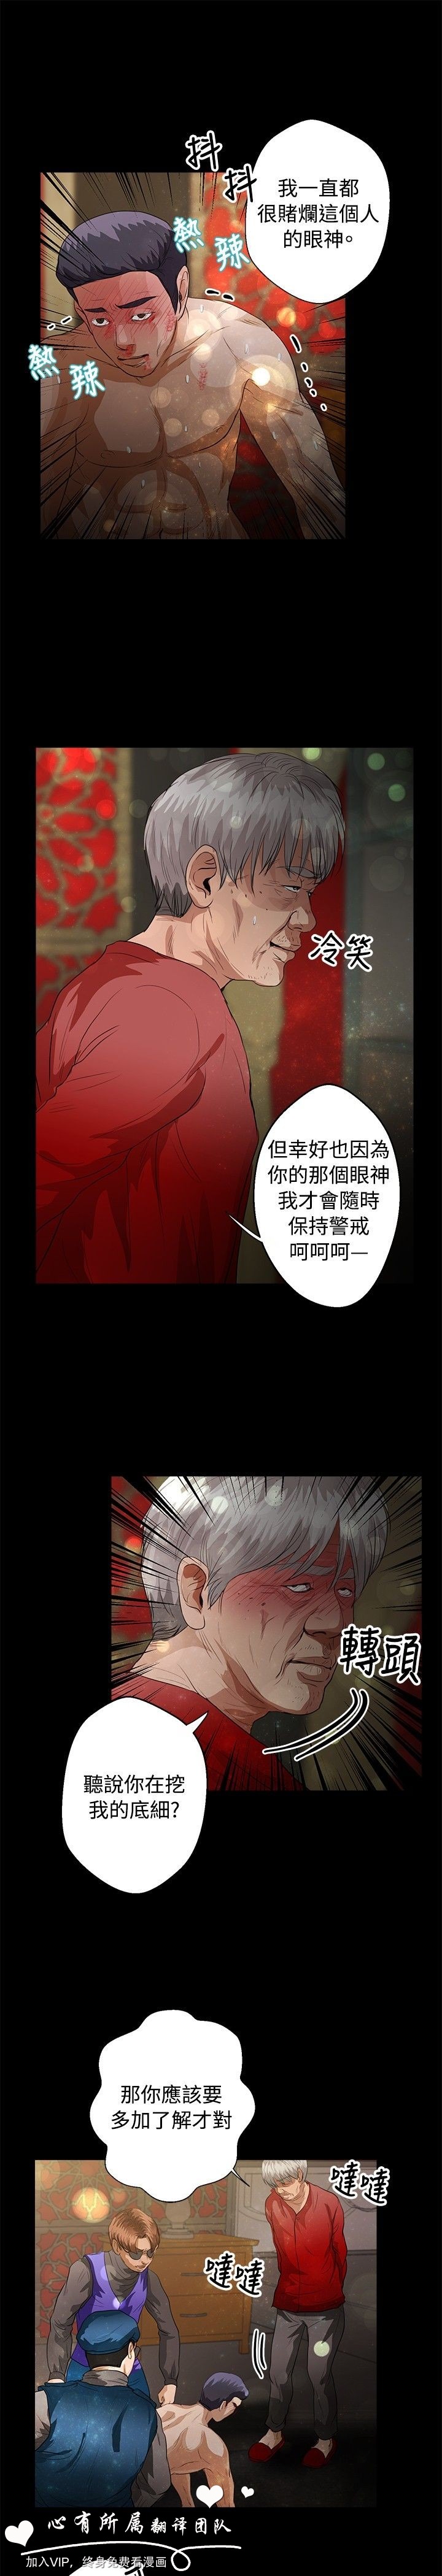 抖
抖
我一直都
很賭爛這個人
的眼神。
熱
辣
熱
辣
冷笑
但幸好也因為
你的那個眼神
我才會隨時
保持警戒
呵呵呵—
轉頭
聽說你在挖
我的底細?
那你應該要
多加了解才對
噠噠
噠噠
心有所属翻译团队
加入VIP，终身免费看漫画